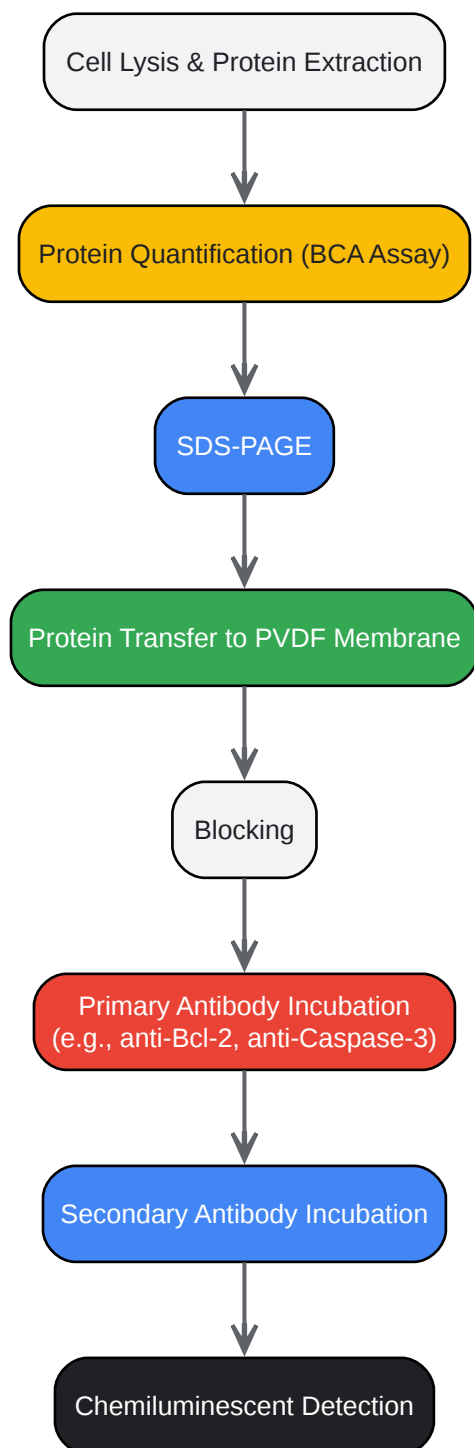 Cell Lysis & Protein Extraction
Protein Quantification (BCA Assay)
SDS-PAGE
Protein Transfer to PVDF Membrane
Blocking
Primary Antibody Incubation
(e.g., anti-Bcl-2, anti-Caspase-3)
Secondary Antibody Incubation
Chemiluminescent Detection